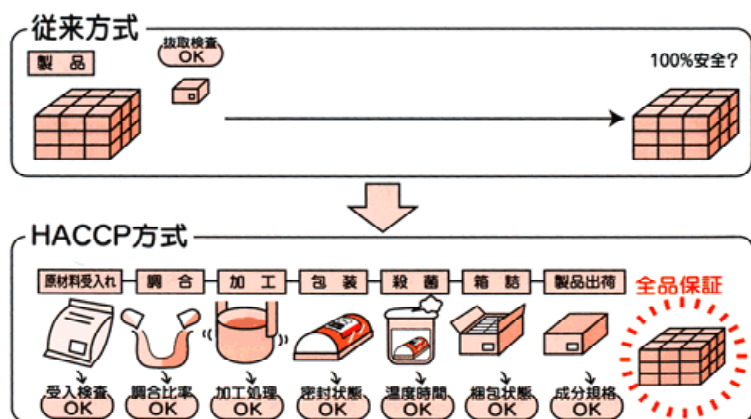 従来方式
抜取検査
OK
製品
100%安全?
HACCP方式
原材料受入れ
調合
加工
包装
殺菌
箱詰
製品出荷
全品保証
受入検査
OK
調合比率
OK
加工処理
OK
密封状態
OK
温度時間
OK
梱包状態
OK
成分規格
OK